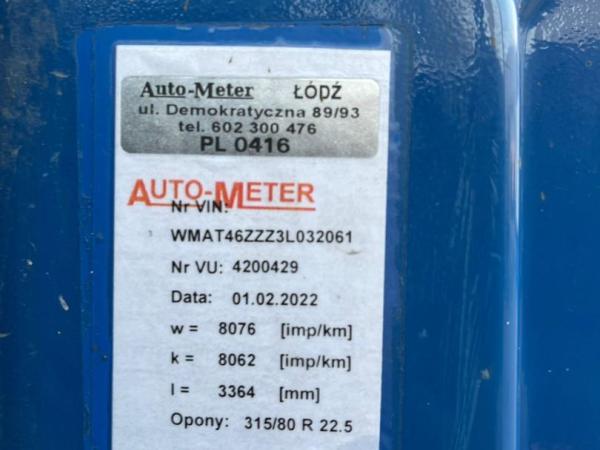 Auto-Meter ŁÓDŹ
ul. Demokratyczna 89/93
tel. 602 300 476
PL 0416
AUTO-METER
Nr VIN:
WMAT46ZZZ3L032061
Nr VU: 4200429
Data: 01.02.2022
w = 8076 [imp/km]
k = 8062 [imp/km]
l = 3364 [mm]
Opony: 315/80 R 22.5